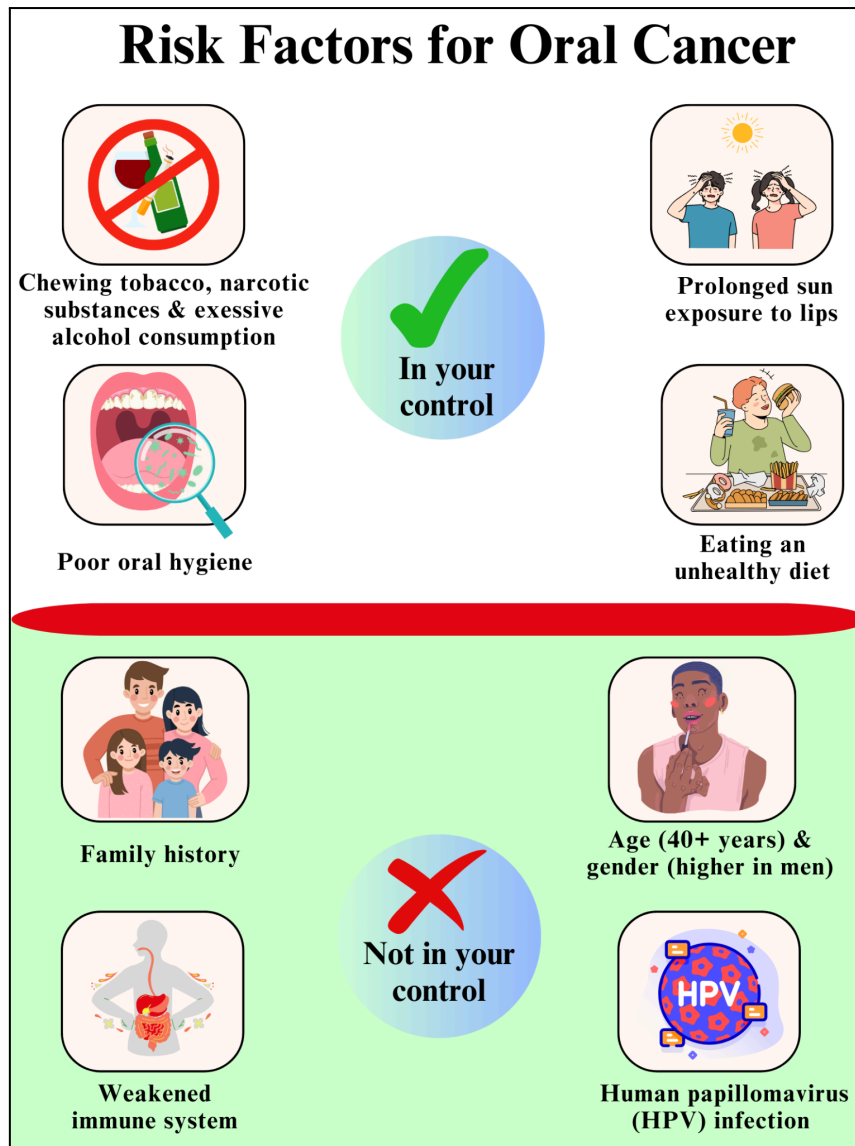 Risk Factors for Oral Cancer
Chewing tobacco, narcotic
substances & exessive
alcohol consumption
Prolonged sun
exposure to lips
In your
control
Poor oral hygiene
Eating an
unhealthy diet
Family history
Age (40+ years) &
gender (higher in men)
Not in your
control
HPV
Weakened
immune system
Human papillomavirus
(HPV) infection